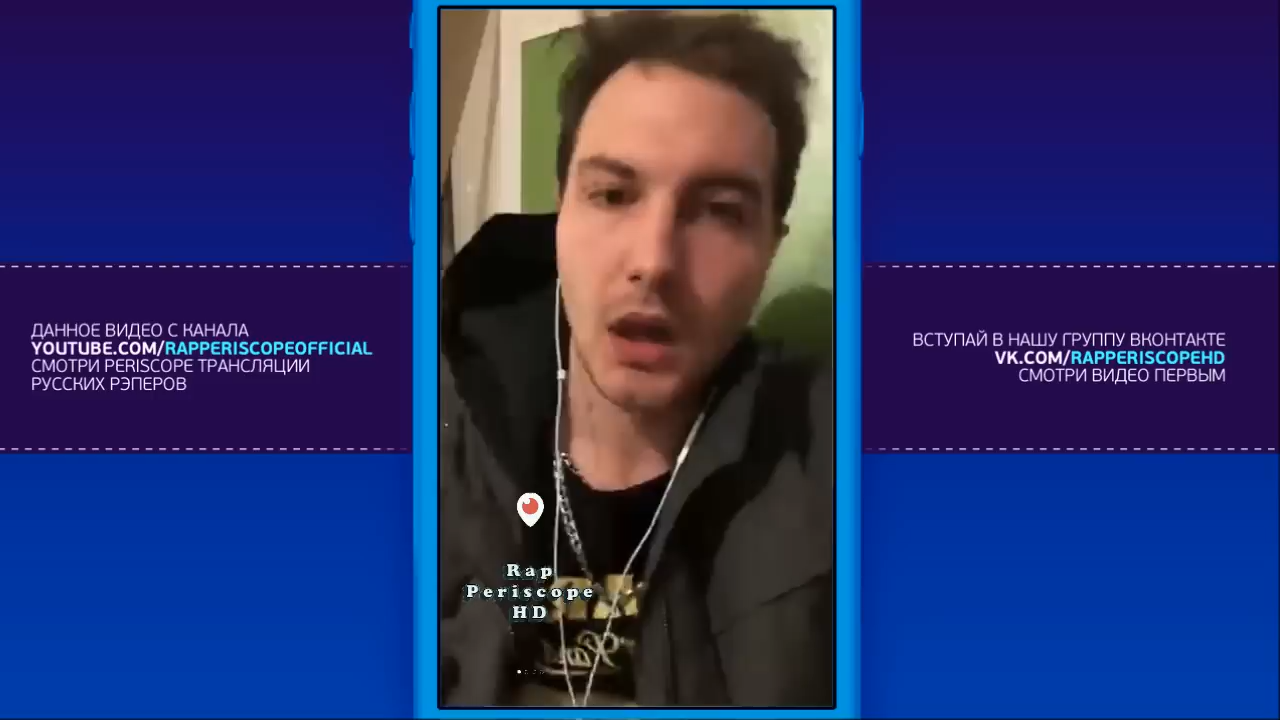 ДАННОЕ ВИДЕО С КАНАЛА
YOUTUBE.COM/RAPPERISCOPEOFFICIAL
СМОТРИ PERISCOPE ТРАНСЛЯЦИИ
РУССКИХ РЭПЕРОВ
ВСТУПАЙ В НАШУ ГРУППУ ВКОНТАКТЕ
VK.COM/RAPPERISCOPEHD
СМОТРИ ВИДЕО ПЕРВЫМ
Rap
Periscope
HD